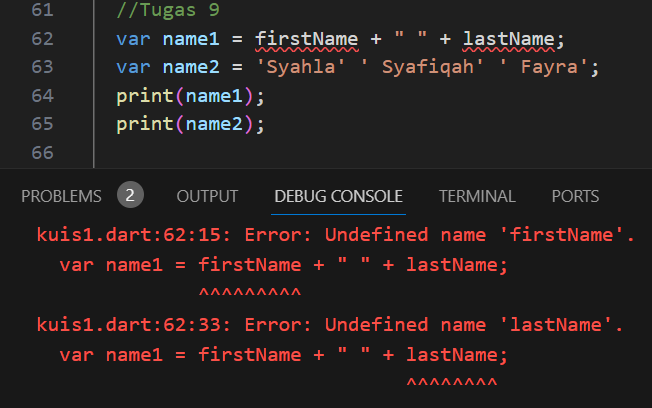 61 //Tugas 9
62 var name1 = firstName + " " + lastName;
63 var name2 = 'Syahla' ' Syafiqah' ' Fayra';
64 print(name1);
65 print(name2);
66
PROBLEMS 2 OUTPUT DEBUG CONSOLE TERMINAL PORTS
kuis1.dart:62:15: Error: Undefined name 'firstName'.
var name1 = firstName + " " + lastName;
^^^^^^^^^
kuis1.dart:62:33: Error: Undefined name 'lastName'.
var name1 = firstName + " " + lastName;
^^^^^^^^